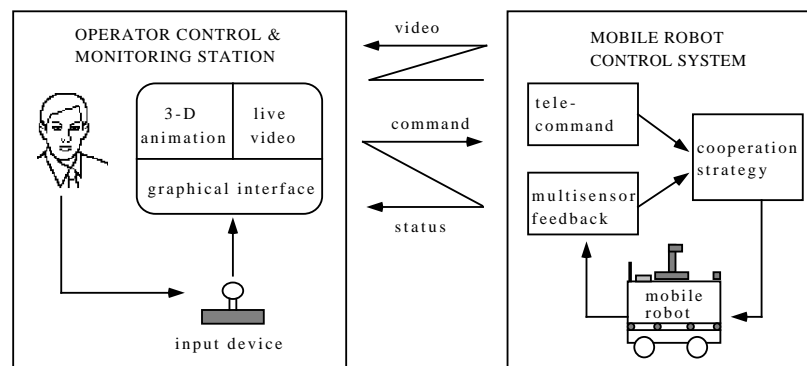 OPERATOR CONTROL &
MONITORING STATION
3-D
animation
live
video
graphical interface
input device
video
command
status
MOBILE ROBOT
CONTROL SYSTEM
tele-
command
multisensor
feedback
cooperation
strategy
mobile
robot